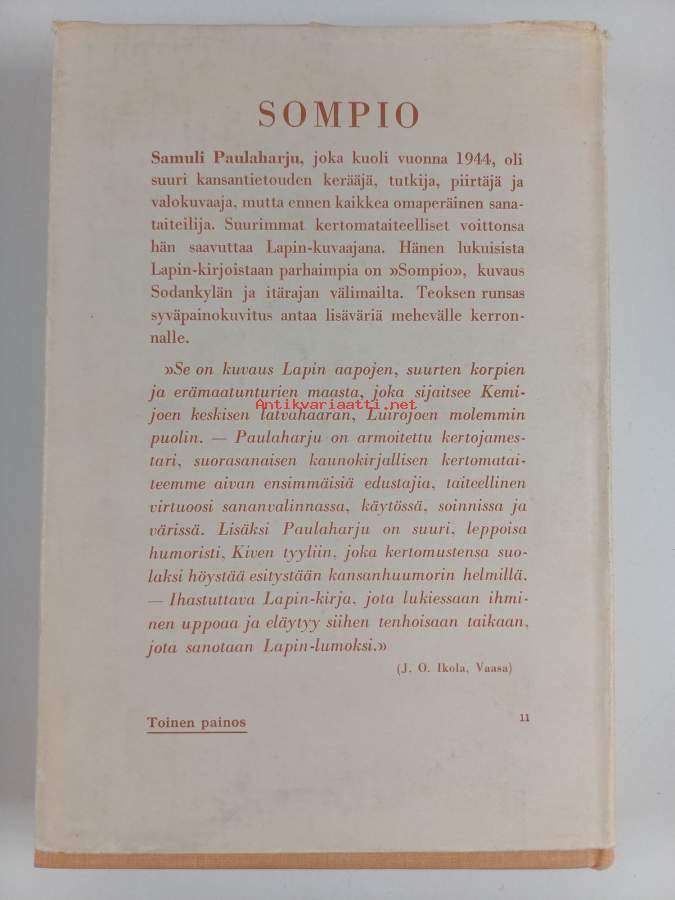 SOMPIO
Samuli Paulaharju, joka kuoli vuonna 1944, oli
suuri kansantietouden kerääjä, tutkija, piirtäjä ja
valokuvaaja, mutta ennen kaikkea omaperäinen sana-
taiteilija. Suurimmat kertomataiteelliset voittonsa
hän saavuttaa Lapin-kuvaajana. Hänen lukuisista
Lapin-kirjoistaan parhaimpia on »Sompio», kuvaus
Sodankylän ja itärajan välimailta. Teoksen runsas
syväpainokuvitus antaa lisäväriä mehevälle kerron-
nalle.
»Se on kuvaus Lapin aapojen, suurten korpien
ja erämaatunturien maasta, joka sijaitsee Kemi-
Antikvariaatti.net
joen keskisen latvahaaran, Luirojoen molemmin
puolin. — Paulaharju on armoitettu kertojames-
tari, suorasanaisen kaunokirjallisen kertomatai-
teemme aivan ensimmäisiä edustajia, taiteellinen
virtuoosi sananvalinnassa, käytössä, soinnissa ja
värissä. Lisäksi Paulaharju on suuri, leppoisa
humoristi, Kiven tyyliin, joka kertomustensa suo-
laksi höystää esitystään kansanhuumorin helmillä.
— Ihastuttava Lapin-kirja, jota lukiessaan ihmi-
nen uppoaa ja eläytyy siihen tenhoisaan taikaan,
jota sanotaan Lapin-lumoksi.»
(J. O. Ikola, Vaasa)
Toinen painos
11